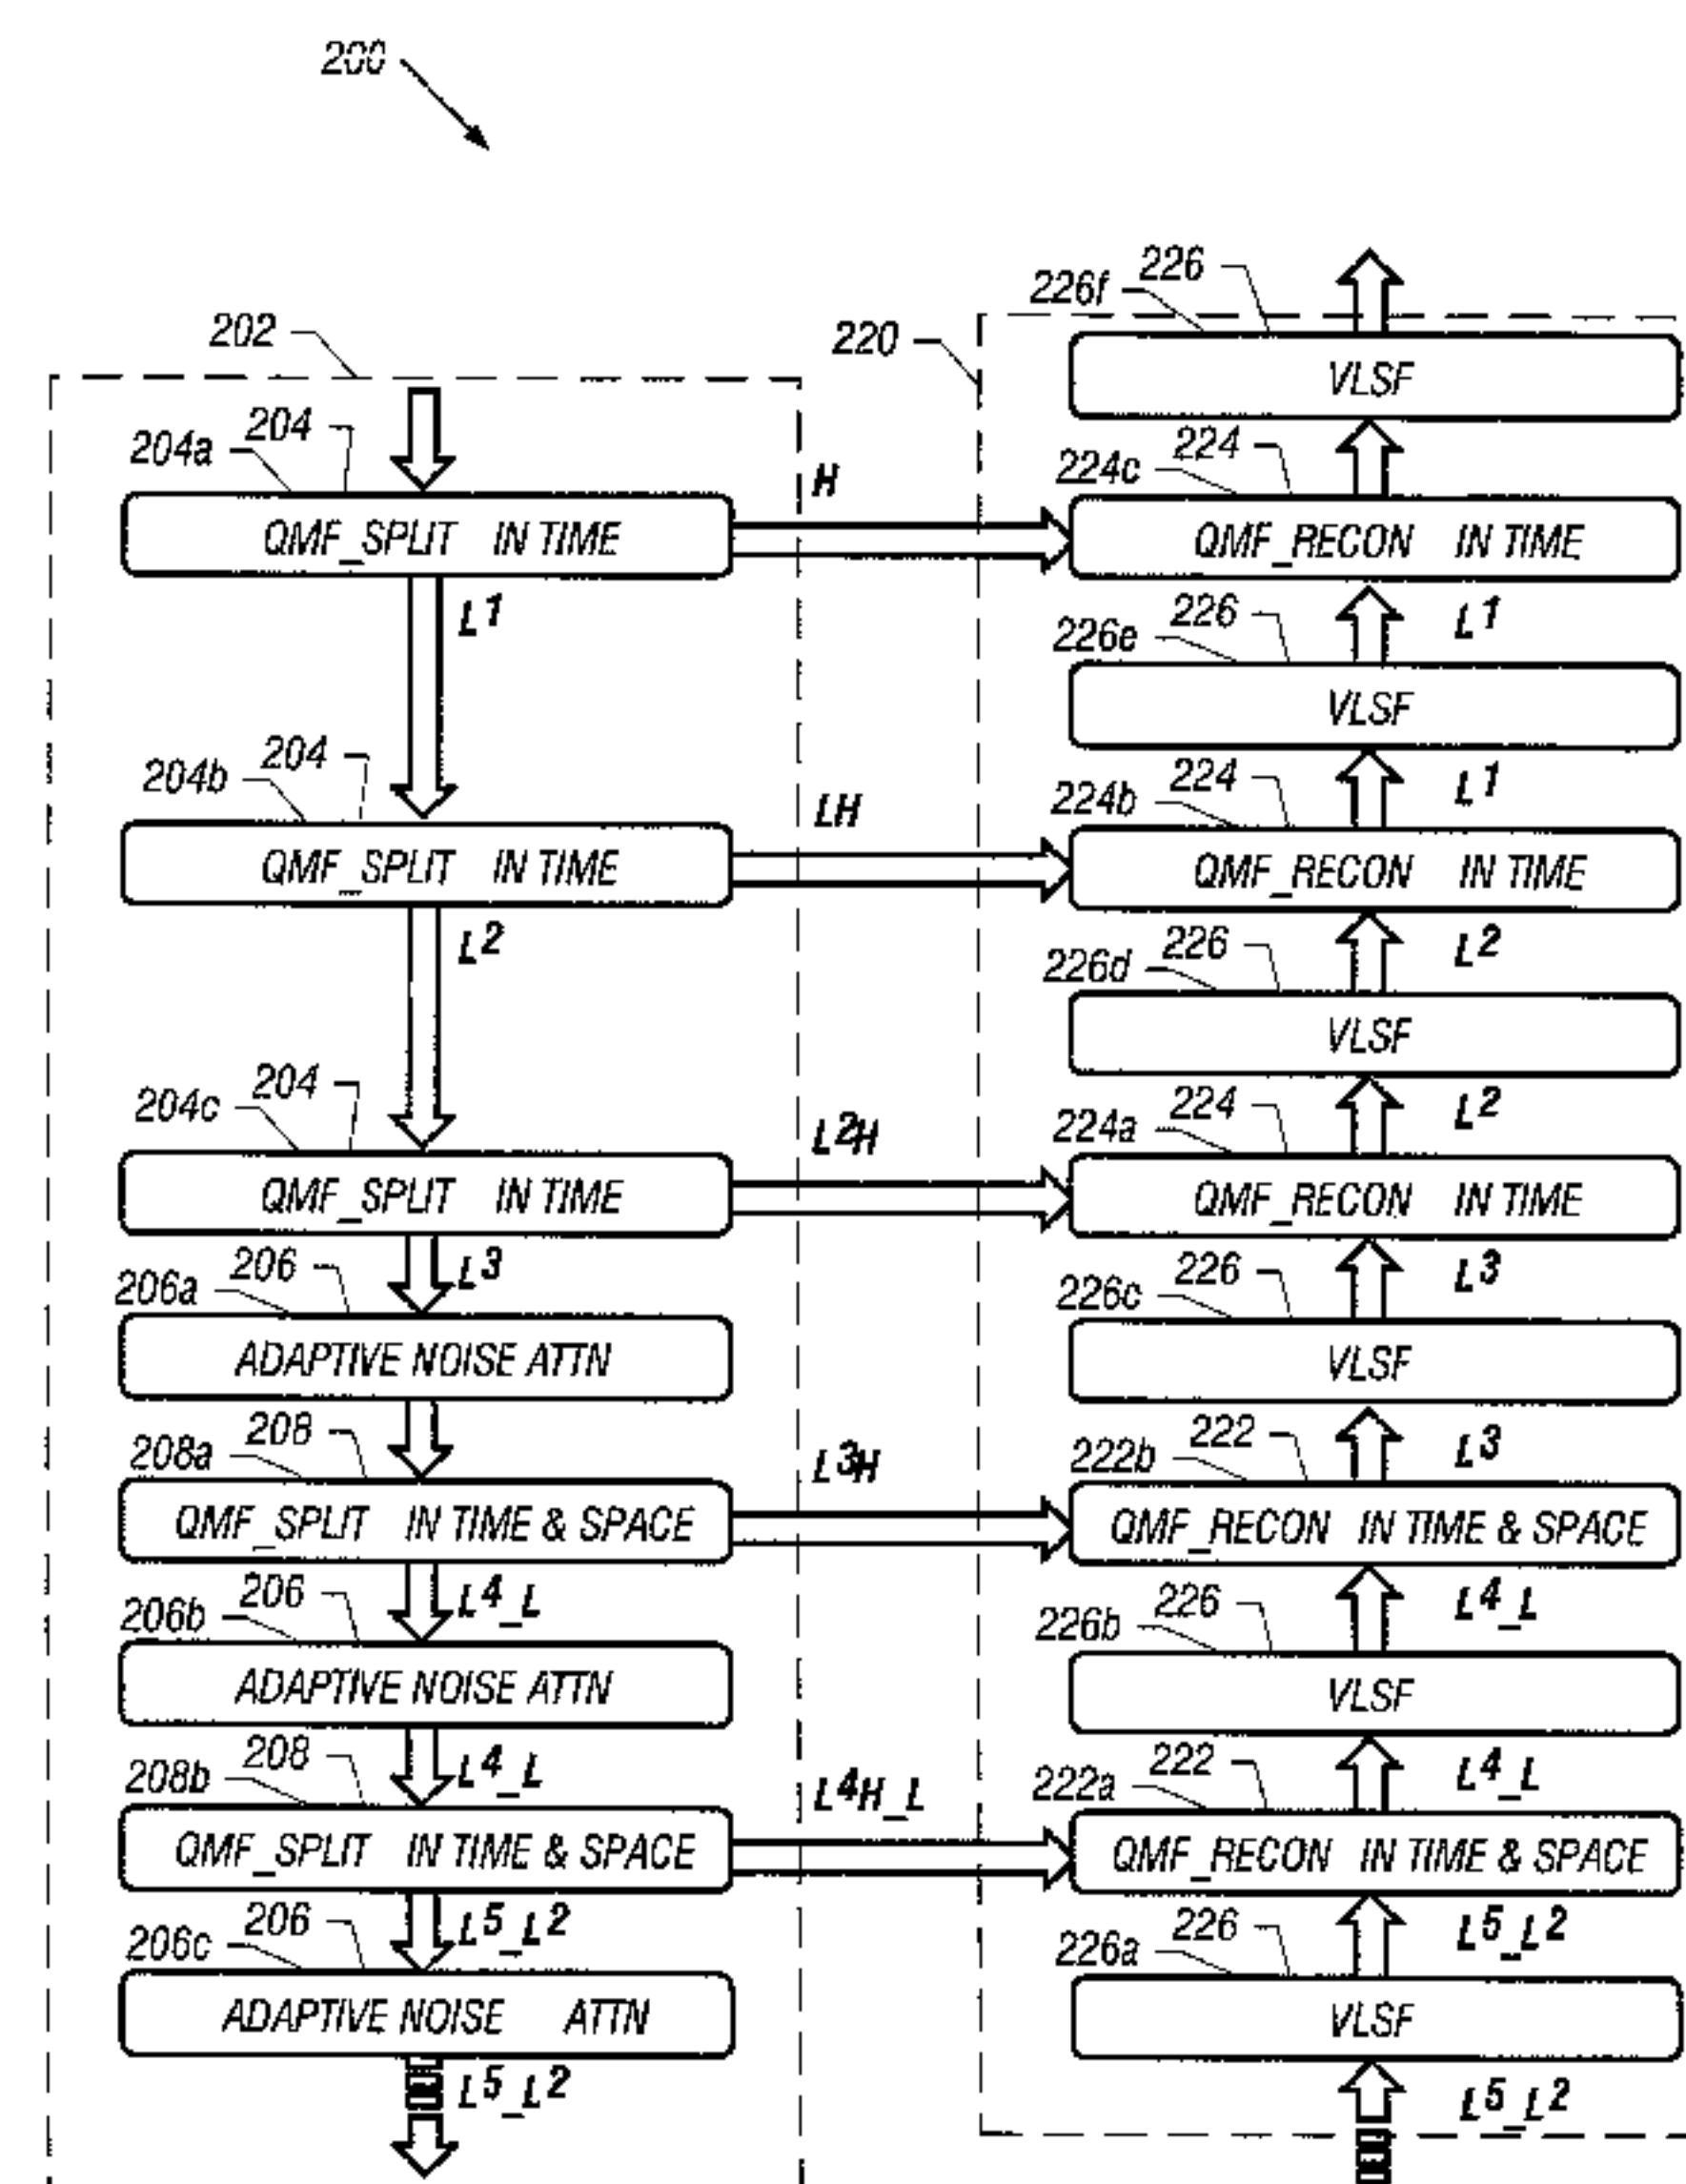 200
202
204a 204
QMF_SPLIT IN TIME
H
L1
204b 204
QMF_SPLIT IN TIME
LH
L2
204c 204
QMF_SPLIT IN TIME
L2H
L3
206a 206
ADAPTIVE NOISE ATTN
208a 208
QMF_SPLIT IN TIME & SPACE
L3H
L4_L
206b 206
ADAPTIVE NOISE ATTN
L4_L
208b 208
QMF_SPLIT IN TIME & SPACE
L4H_L
L5_L2
206c 206
ADAPTIVE NOISE ATTN
L5_L2
220
226f 226
VLSF
224c 224
QMF_RECON IN TIME
L1
226e 226
VLSF
L1
224b 224
QMF_RECON IN TIME
L2
226d 226
VLSF
L2
224a 224
QMF_RECON IN TIME
L3
226c 226
VLSF
L3
222b 222
QMF_RECON IN TIME & SPACE
L4_L
226b 226
VLSF
L4_L
222a 222
QMF_RECON IN TIME & SPACE
L5_L2
226a 226
VLSF
L5_L2